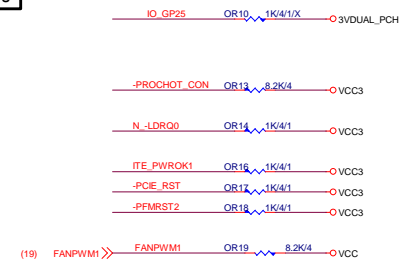 IO_GP25 OR10 1K/4/1/X 3VDUAL_PCH
-PROCHOT_CON OR13 8.2K/4 VCC3
N_-LDRQ0 OR14 1K/4/1 VCC3
ITE_PWROK1 OR16 1K/4/1 VCC3
-PCIE_RST OR17 1K/4/1 VCC3
-PFMRST2 OR18 1K/4/1 VCC3
(19) FANPWM1 FANPWM1 OR19 8.2K/4 VCC